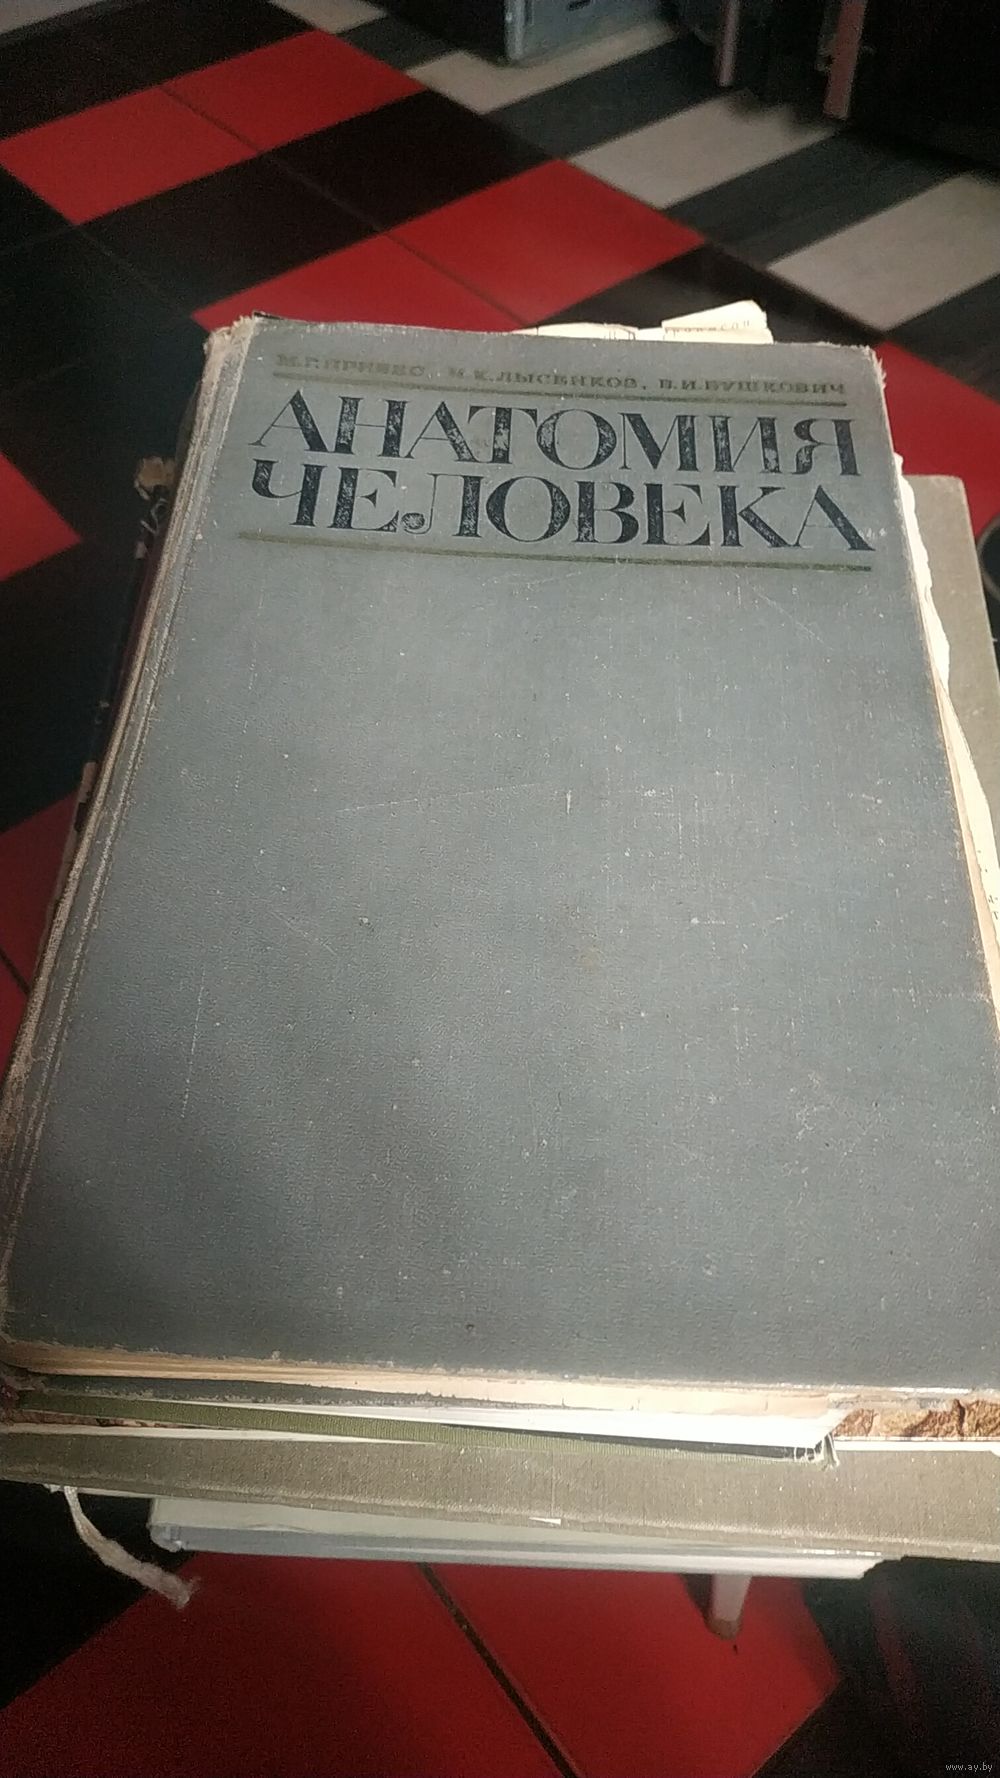 М.Г.ПРИВЕС, Н.К.ЛЫСЕНКОВ, В.И.БУШКОВИЧ
АНАТОМИЯ
ЧЕЛОВЕКА
www.ay.by